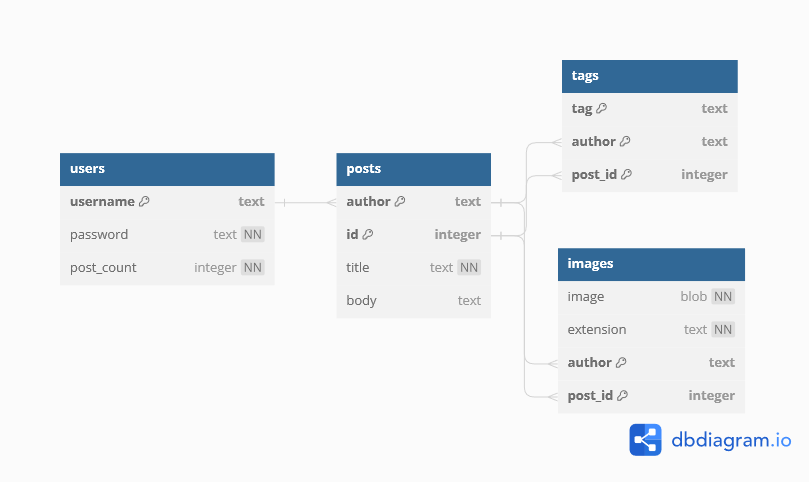 users
username text
password text NN
post_count integer NN
posts
author text
id integer
title text NN
body text
tags
tag text
author text
post_id integer
images
image blob NN
extension text NN
author text
post_id integer
dbdiagram.io